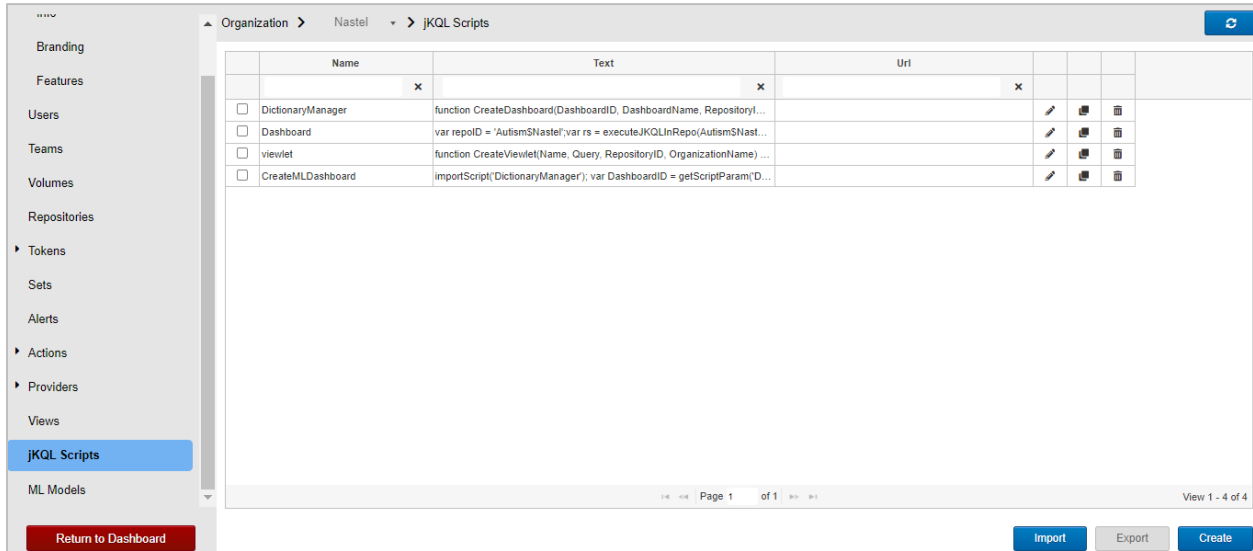 Organization > Nastel > jKQL Scripts
Branding
Features
Users
Teams
Volumes
Repositories
Tokens
Sets
Alerts
Actions
Providers
Views
jKQL Scripts
ML Models
Return to Dashboard
Name Text Url
x x x
DictionaryManager function CreateDashboard(DashboardID, DashboardName, RepositoryI...
Dashboard var repoID = 'Autism$Nastel';var rs = executeJKQLInRepo(Autism$Nast...
viewlet function CreateViewlet(Name, Query, RepositoryID, OrganizationName) ...
CreateMLDashboard importScript('DictionaryManager'); var DashboardID = getScriptParam('D...
Page 1 of 1
View 1 - 4 of 4
Import Export Create